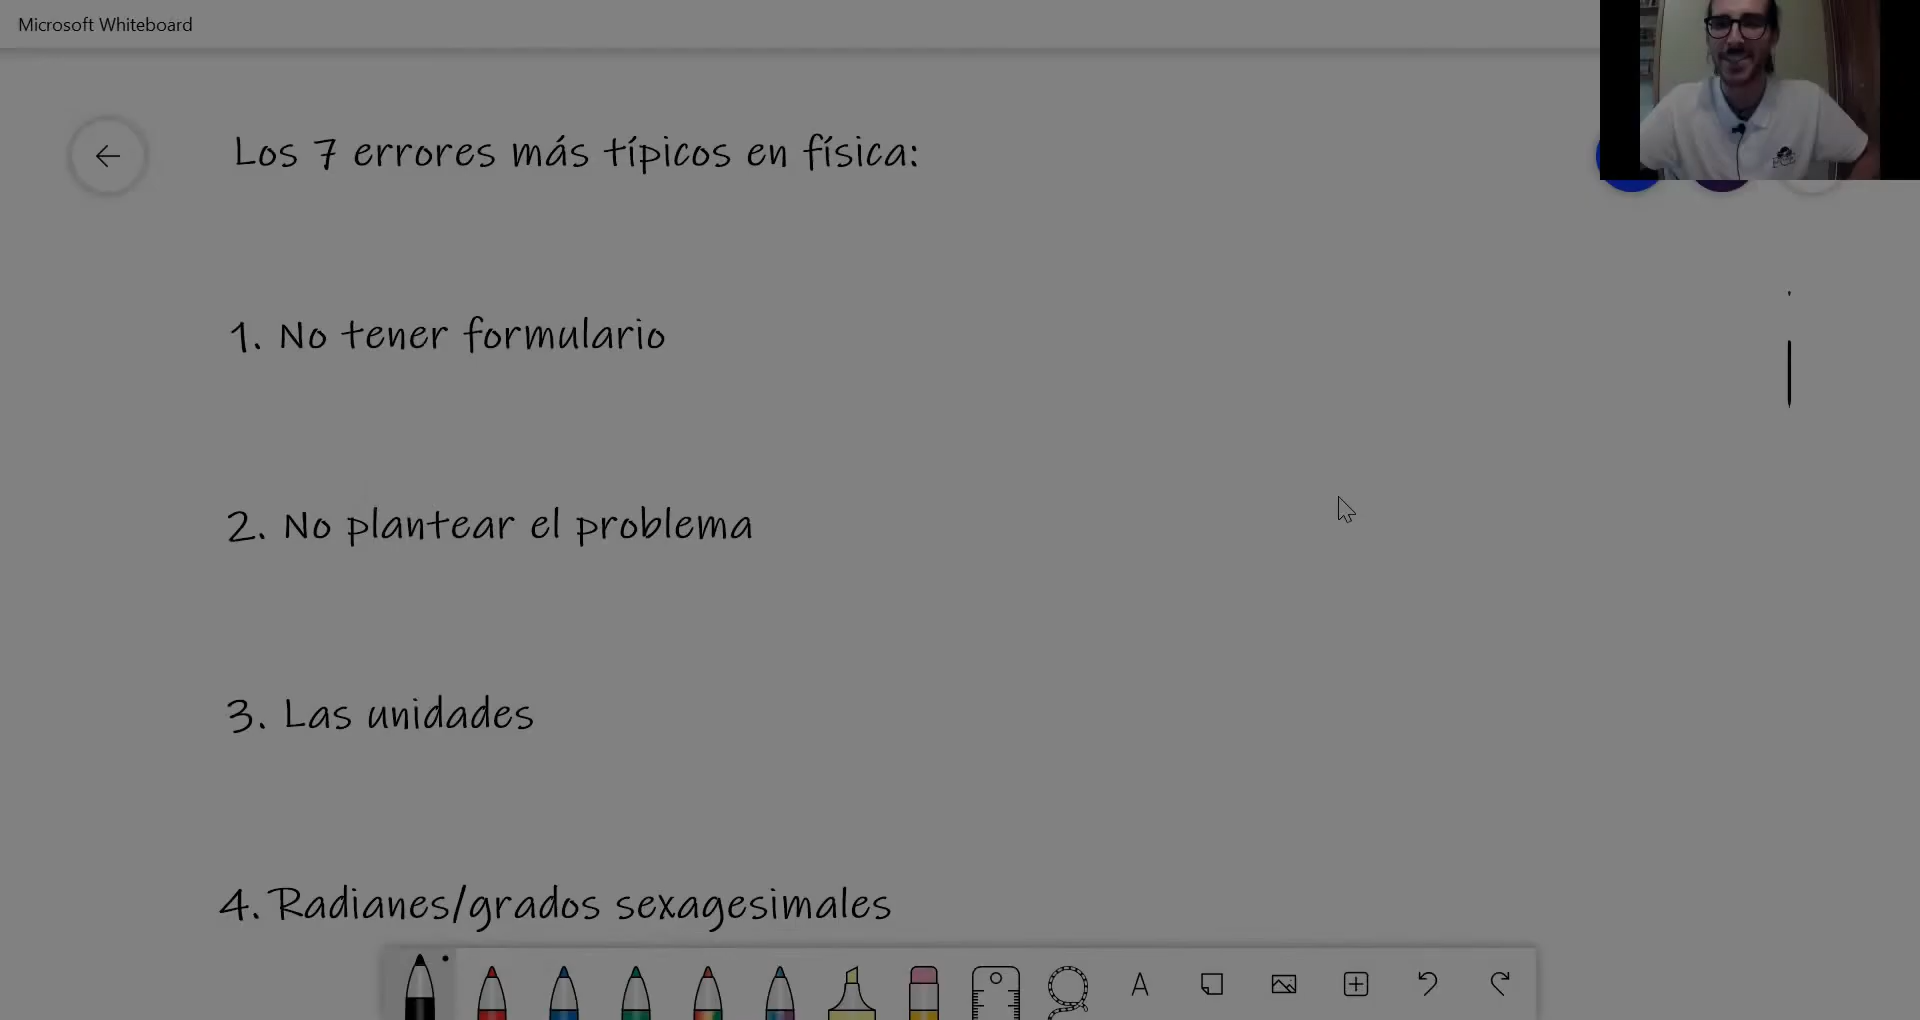 Microsoft Whiteboard
Los 7 errores más típicos en física:
1. No tener formulario
2. No plantear el problema
3. Las unidades
4. Radianes/grados sexagesimales